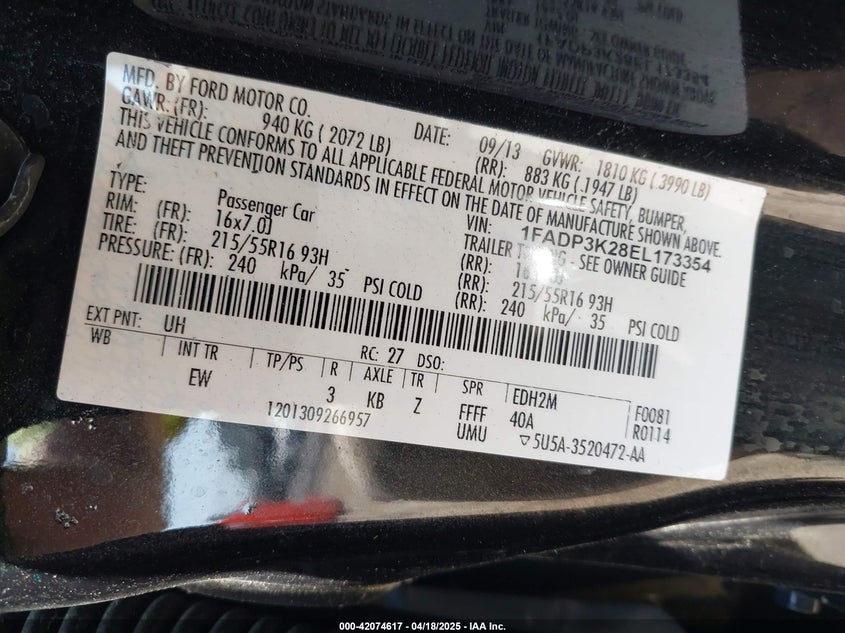 MFD. BY FORD MOTOR CO.
DATE: 09/13 GVWR: 1810 KG ( 3990 LB)
GAWR: (FR): 940 KG ( 2072 LB) (RR): 883 KG ( 1947 LB)
THIS VEHICLE CONFORMS TO ALL APPLICABLE FEDERAL MOTOR VEHICLE SAFETY, BUMPER,
AND THEFT PREVENTION STANDARDS IN EFFECT ON THE DATE OF MANUFACTURE SHOWN ABOVE.
VIN: 1FADP3K28EL173354
TYPE: Passenger Car TRAILER - SEE OWNER GUIDE
RIM: (FR): 16x7.0J (RR):
TIRE: (FR): 215/55R16 93H (RR): 215/55R16 93H
PRESSURE: (FR): 240 kPa/ 35 PSI COLD (RR): 240 kPa/ 35 PSI COLD
EXT PNT: UH RC: 27 DSO:
WB INT TR TP/PS R AXLE TR SPR EDH2M F0081
EW 3 KB Z FFFF 40A R0114
1201309266957 UMU ▽5U5A-3520472-AA
000-42074617 - 04/18/2025 - IAA Inc.